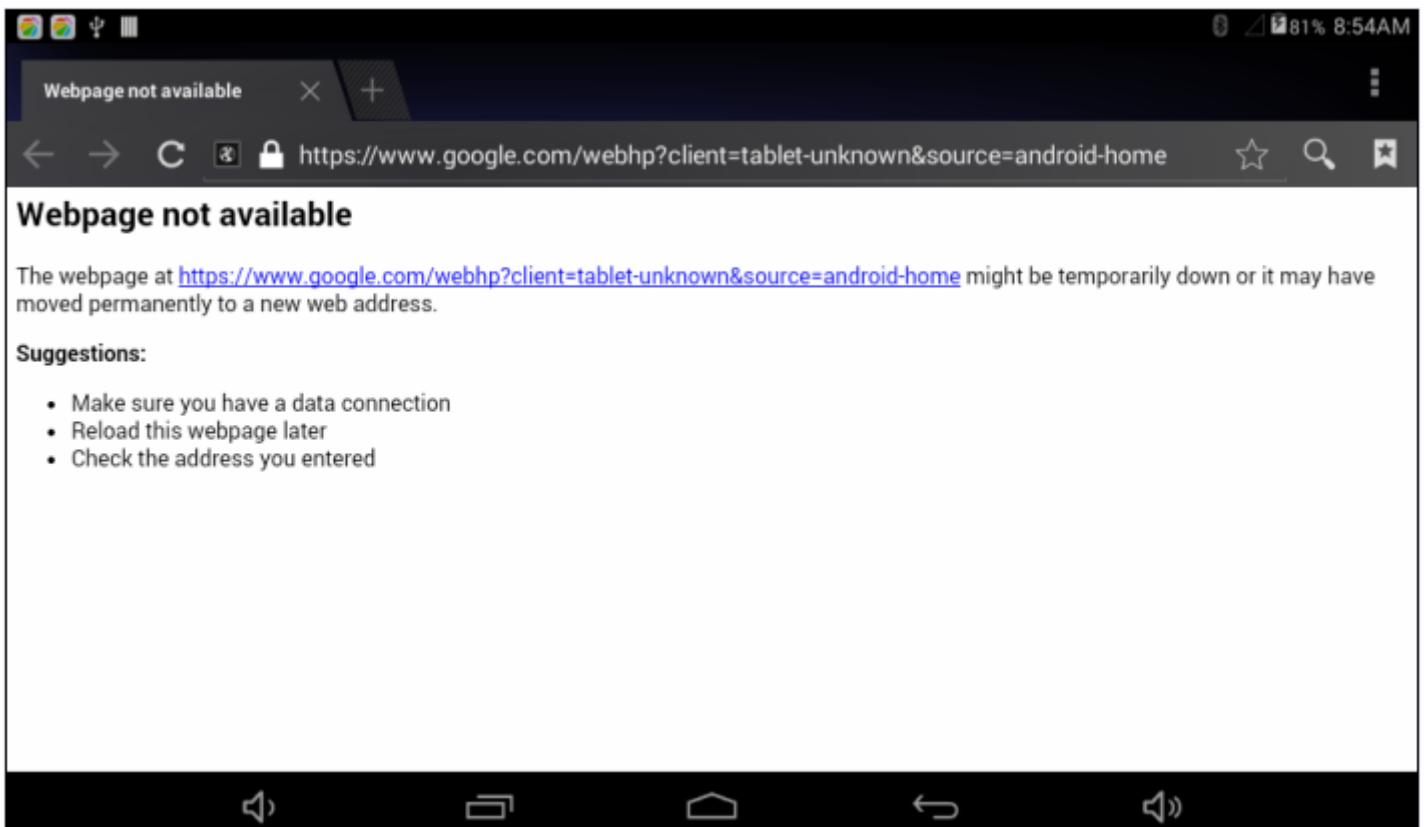 81% 8:54AM
Webpage not available
https://www.google.com/webhp?client=tablet-unknown&source=android-home
Webpage not available
The webpage at https://www.google.com/webhp?client=tablet-unknown&source=android-home might be temporarily down or it may have
moved permanently to a new web address.
Suggestions:
• Make sure you have a data connection
• Reload this webpage later
• Check the address you entered